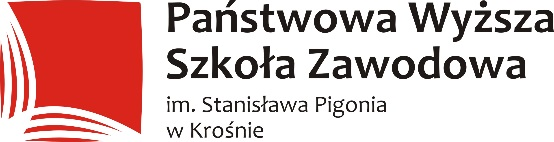 Państwowa Wyższa
Szkoła Zawodowa
im. Stanisława Pigonia
w Krośnie